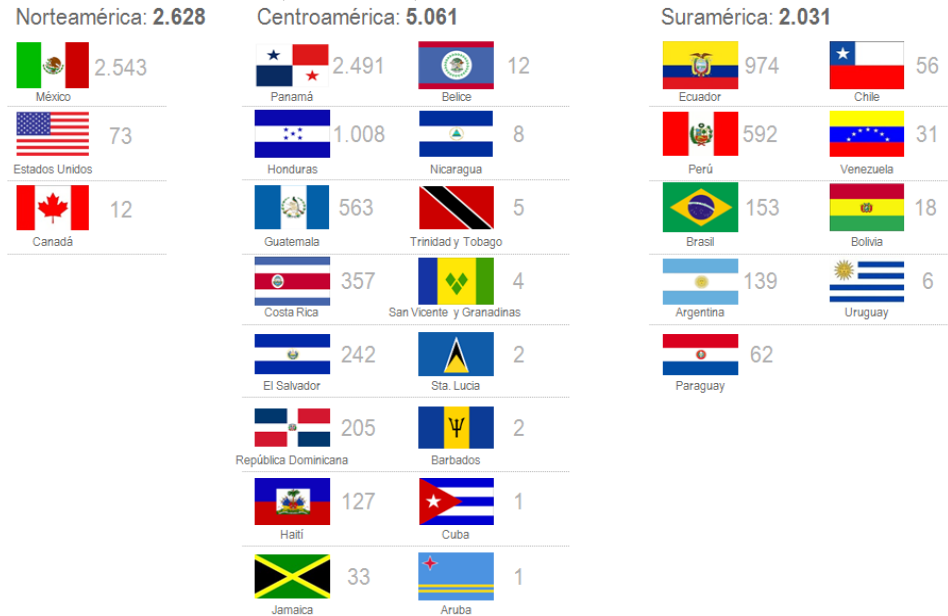 Norteamérica: 2.628
2.543
México
73
Estados Unidos
12
Canadá
Centroamérica: 5.061
2.491
12
Panamá
Belice
1.008
8
Honduras
Nicaragua
563
5
Guatemala
Trinidad y Tobago
357
4
Costa Rica
San Vicente y Granadinas
242
2
El Salvador
Sta. Lucia
205
2
República Dominicana
Barbados
127
1
Haití
Cuba
33
1
Jamaica
Aruba
Suramérica: 2.031
974
56
Ecuador
Chile
592
31
Perú
Venezuela
153
18
Brasil
Bolivia
139
6
Argentina
Uruguay
62
Paraguay